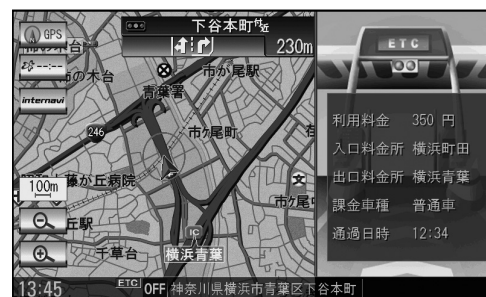 GPS
下谷本町付近
230m
ETC
--:--
の木台
市が尾駅
internavi
青葉署
246
市ケ尾町
藤が丘病院
100m
市ケ尾
丘駅
千草台
IC
横浜青葉
利用料金 350 円
入口料金所 横浜町田
出口料金所 横浜青葉
課金車種 普通車
通過日時 12:34
13:45
ETC OFF 神奈川県横浜市青葉区下谷本町